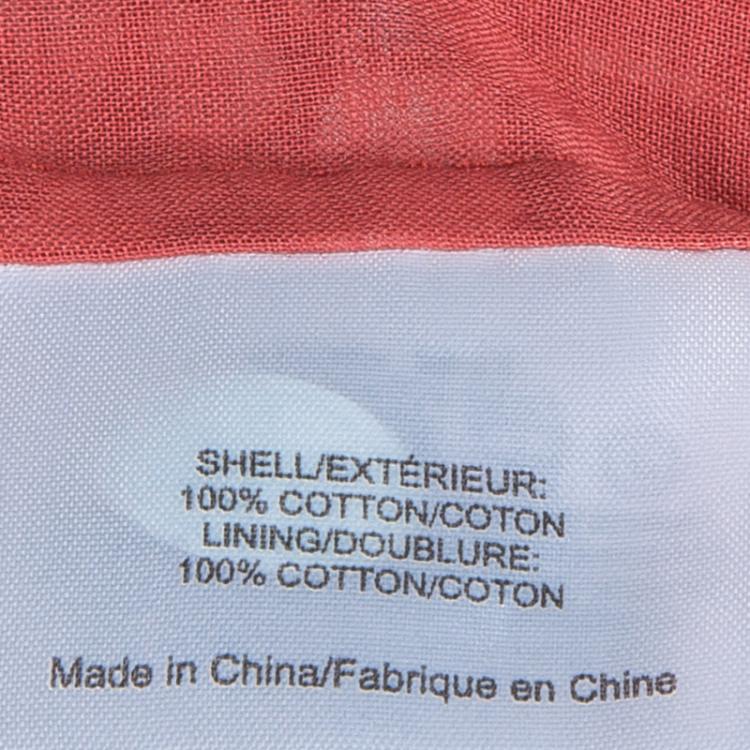 SHELL/EXTÉRIEUR:
100% COTTON/COTON
LINING/DOUBLURE:
100% COTTON/COTON
Made in China/Fabrique en Chine